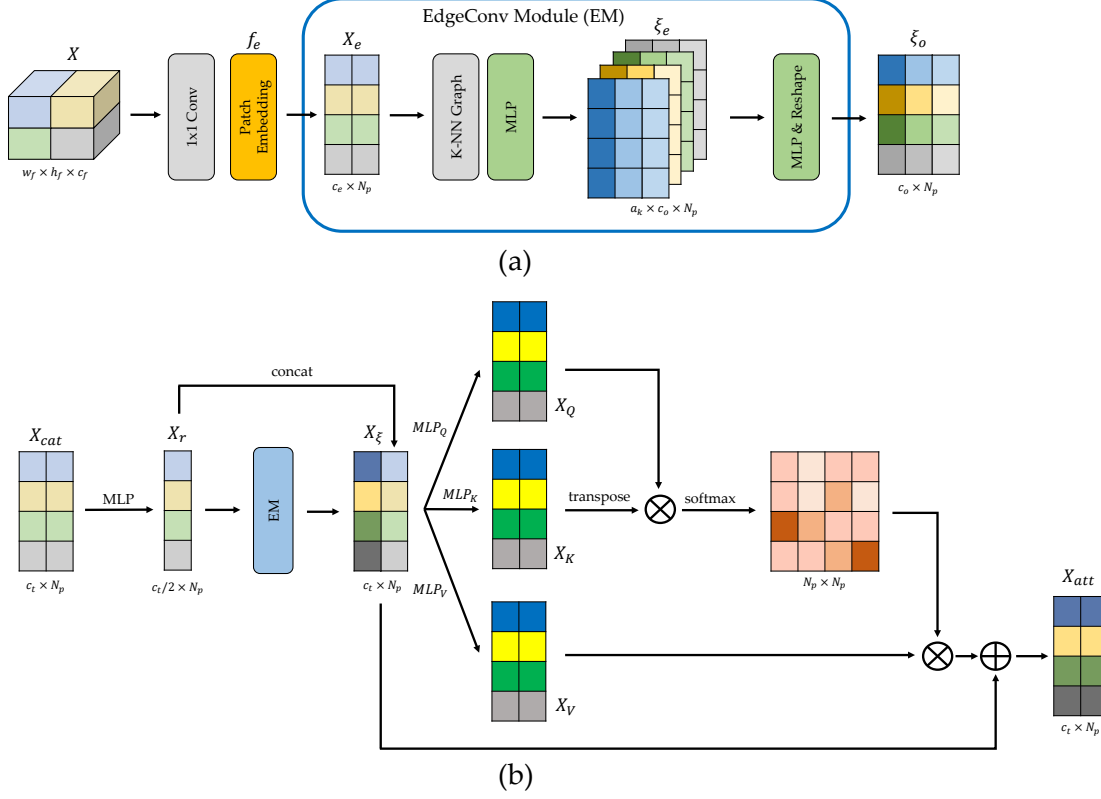 EdgeConv Module (EM)
X
f_e
X_e
ξ_e
ξ_o
1x1 Conv
Patch
Embedding
K-NN Graph
MLP
MLP & Reshape
w_f × h_f × c_f
c_e × N_p
a_k × c_o × N_p
c_o × N_p
(a)
concat
X_cat
X_r
X_ξ
MLP
EM
c_t × N_p
c_t/2 × N_p
c_t × N_p
MLP_Q
MLP_K
MLP_V
X_Q
X_K
X_V
transpose
softmax
N_p × N_p
X_att
c_t × N_p
(b)